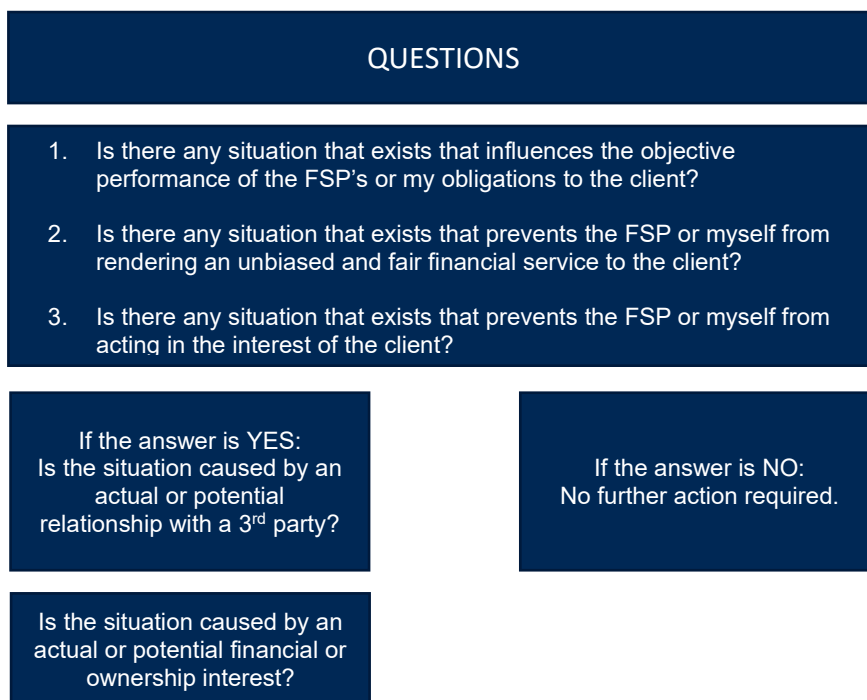 QUESTIONS
1. Is there any situation that exists that influences the objective
performance of the FSP's or my obligations to the client?
2. Is there any situation that exists that prevents the FSP or myself from
rendering an unbiased and fair financial service to the client?
3. Is there any situation that exists that prevents the FSP or myself from
acting in the interest of the client?
If the answer is YES:
Is the situation caused by an
actual or potential
relationship with a 3rd party?
If the answer is NO:
No further action required.
Is the situation caused by an
actual or potential financial or
ownership interest?